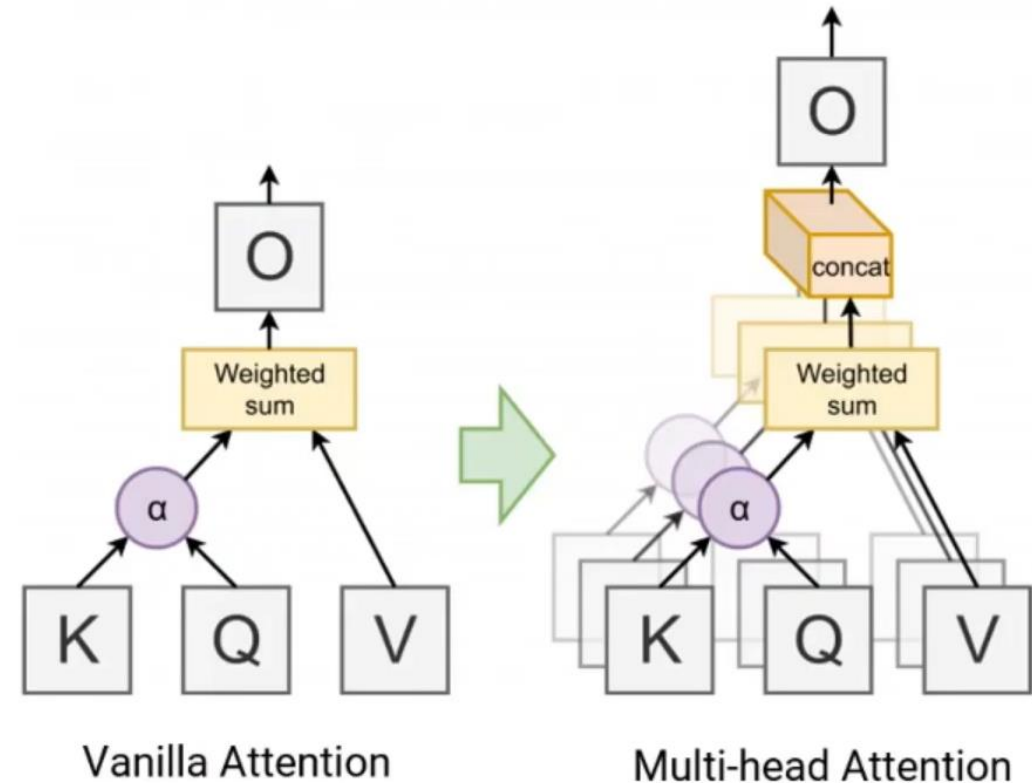 O
Weighted
sum
α
K Q V
Vanilla Attention
O
concat
Weighted
sum
α
K Q V
Multi-head Attention